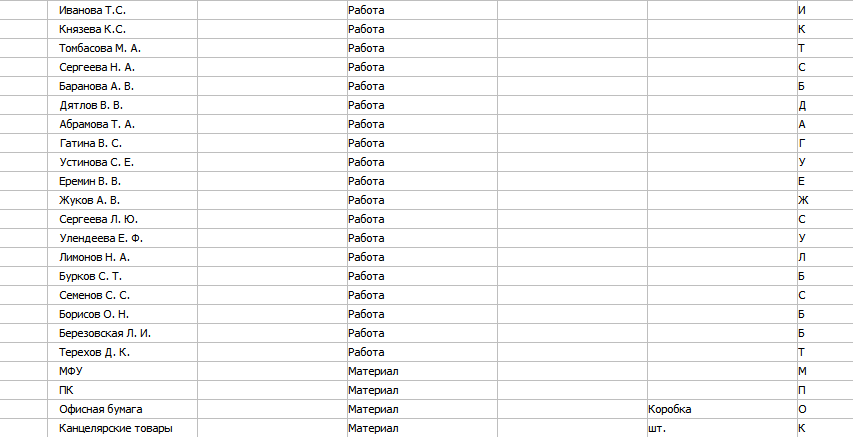 Иванова Т.С. Работа И
Князева К.С. Работа К
Томбасова М. А. Работа Т
Сергеева Н. А. Работа С
Баранова А. В. Работа Б
Дятлов В. В. Работа Д
Абрамова Т. А. Работа А
Гатина В. С. Работа Г
Устинова С. Е. Работа У
Еремин В. В. Работа Е
Жуков А. В. Работа Ж
Сергеева Л. Ю. Работа С
Улендеева Е. Ф. Работа У
Лимонов Н. А. Работа Л
Бурков С. Т. Работа Б
Семенов С. С. Работа С
Борисов О. Н. Работа Б
Березовская Л. И. Работа Б
Терехов Д. К. Работа Т
МФУ Материал М
ПК Материал П
Офисная бумага Материал Коробка О
Канцелярские товары Материал шт. К